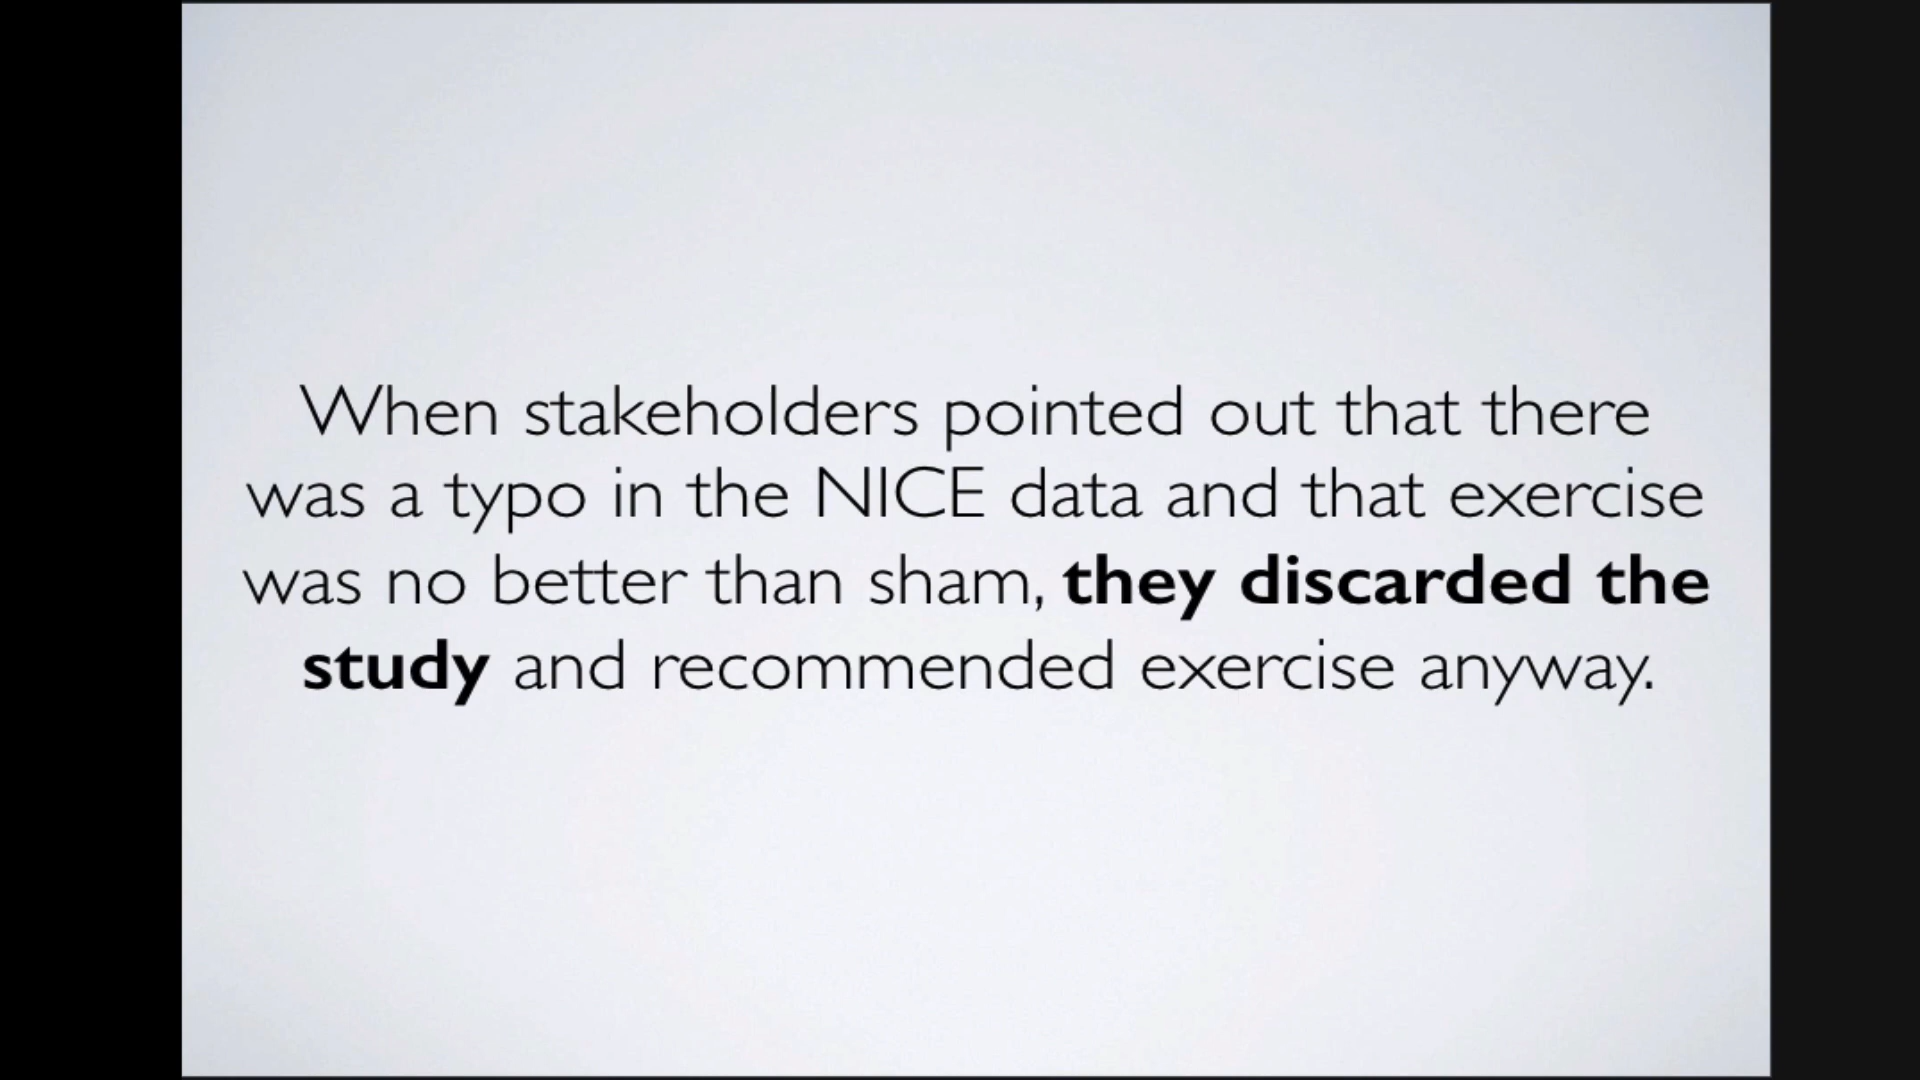 When stakeholders pointed out that there
was a typo in the NICE data and that exercise
was no better than sham, they discarded the
study and recommended exercise anyway.